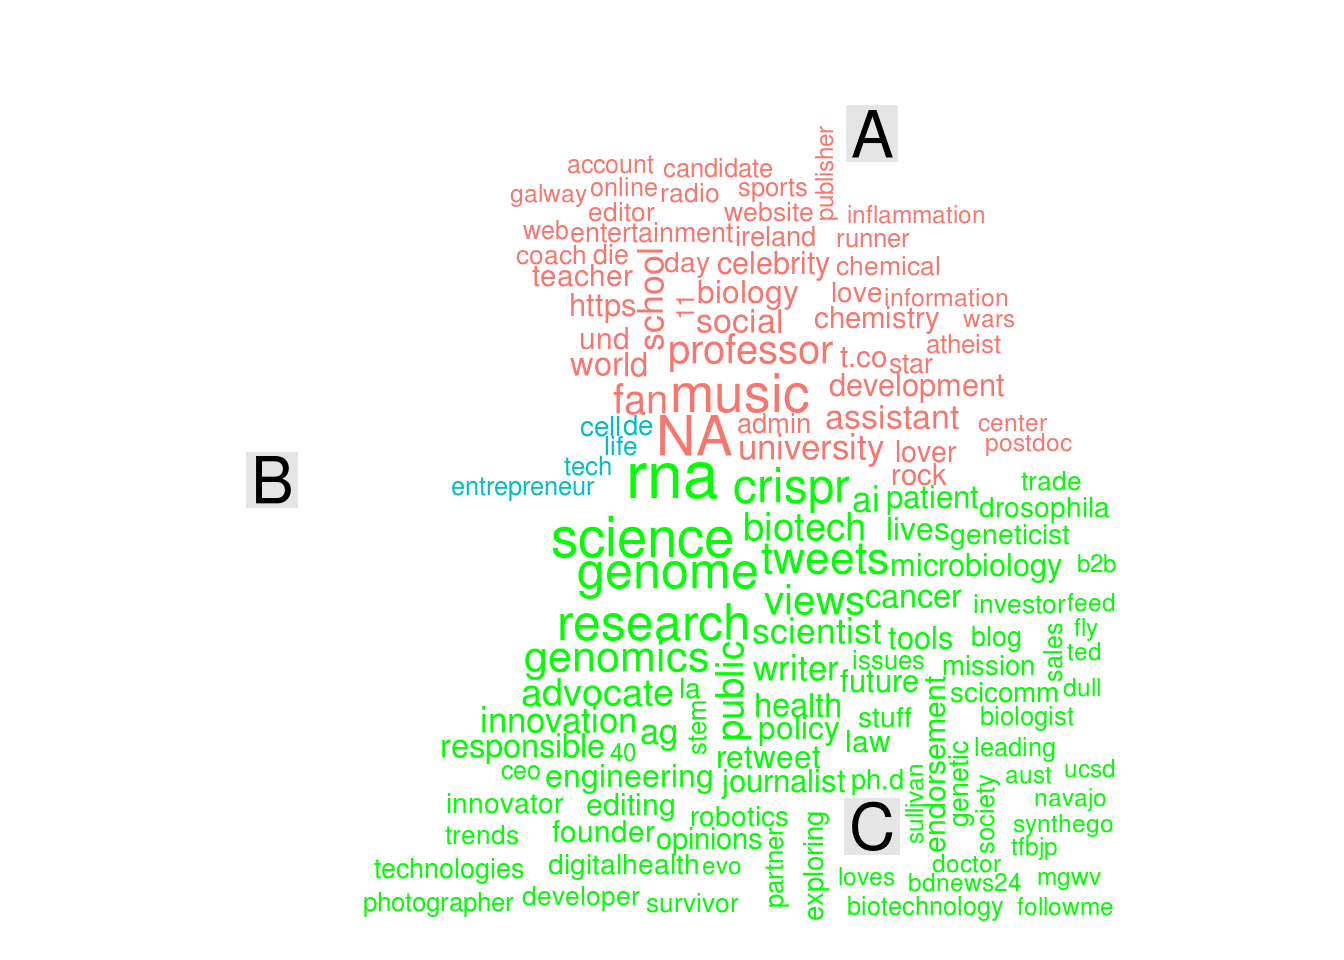 A
publisher
account candidate
galway online radio sports
editor website inflammation
web entertainment ireland runner
coach die school day celebrity chemical
teacher biology love information
https 11 social chemistry wars
und professor t.co star atheist
world music development
fan assistant center
cell de NA admin university lover postdoc
life rock
tech rna crispr ai patient trade
B
entrepreneur drosophila
science biotech lives geneticist
genome tweets microbiology b2b
views cancer investor feed
research scientist tools blog sales fly
genomics public writer issues mission ted
advocate la future endorsement scicomm dull
innovation stem health stuff biologist
ag policy law
responsible 40 retweet genetic leading
ceo engineering journalist ph.d sullivan society aust ucsd
innovator editing robotics C navajo
trends founder opinions partner exploring synthego
tfbjp
technologies digitalhealth evo loves doctor
bdnews24 mgwv
photographer developer survivor biotechnology followme